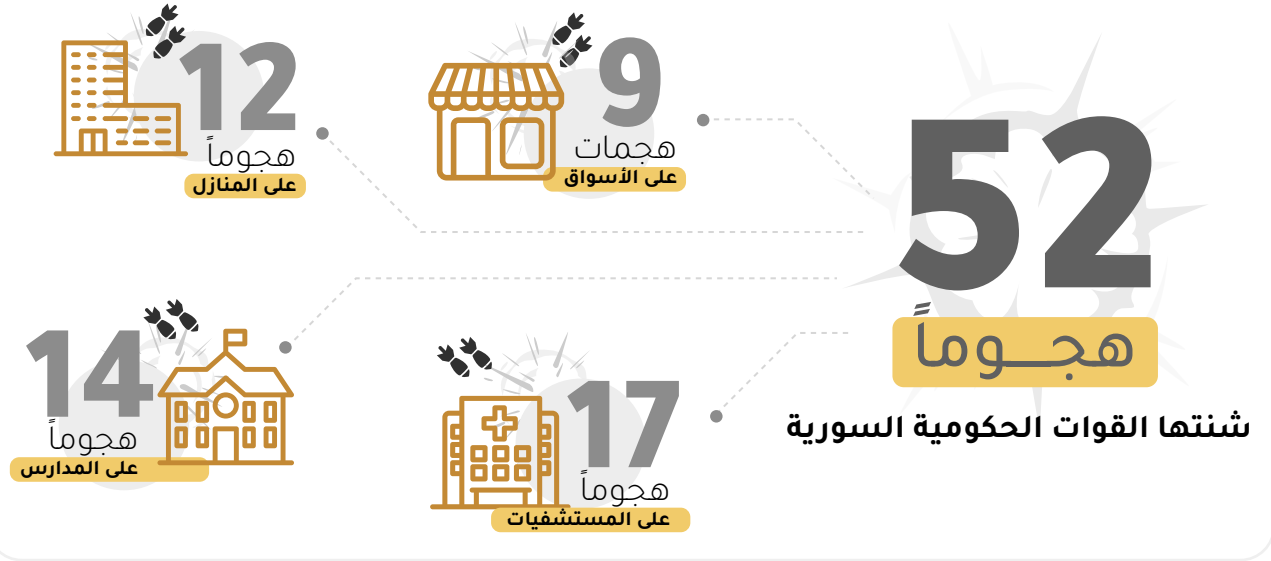 52
هجوماً
شنتها القوات الحكومية السورية
9
هجمات
على الأسواق
12
هجوماً
على المنازل
17
هجوماً
على المستشفيات
14
هجوماً
على المدارس